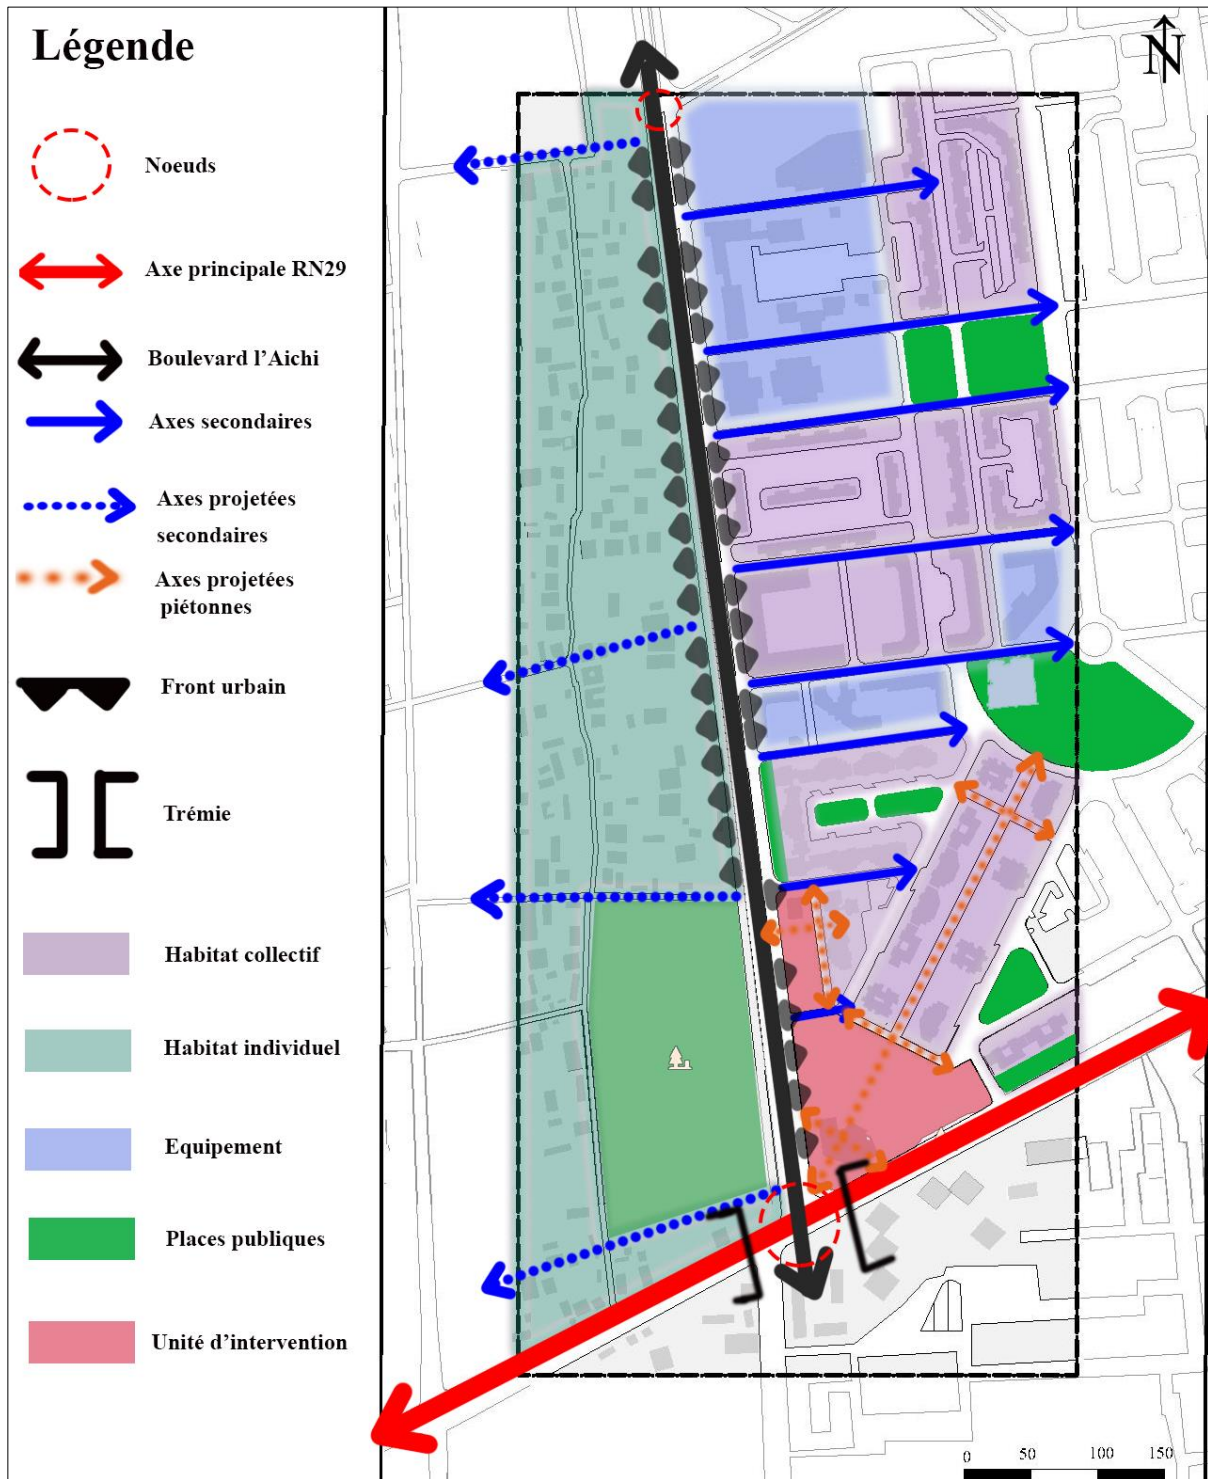 Légende
N
Noeuds
Axe principale RN29
Boulevard l'Aichi
Axes secondaires
Axes projetées
secondaires
Axes projetées
piétonnes
Front urbain
Trémie
Habitat collectif
Habitat individuel
Equipement
Places publiques
Unité d'intervention
0 50 100 150